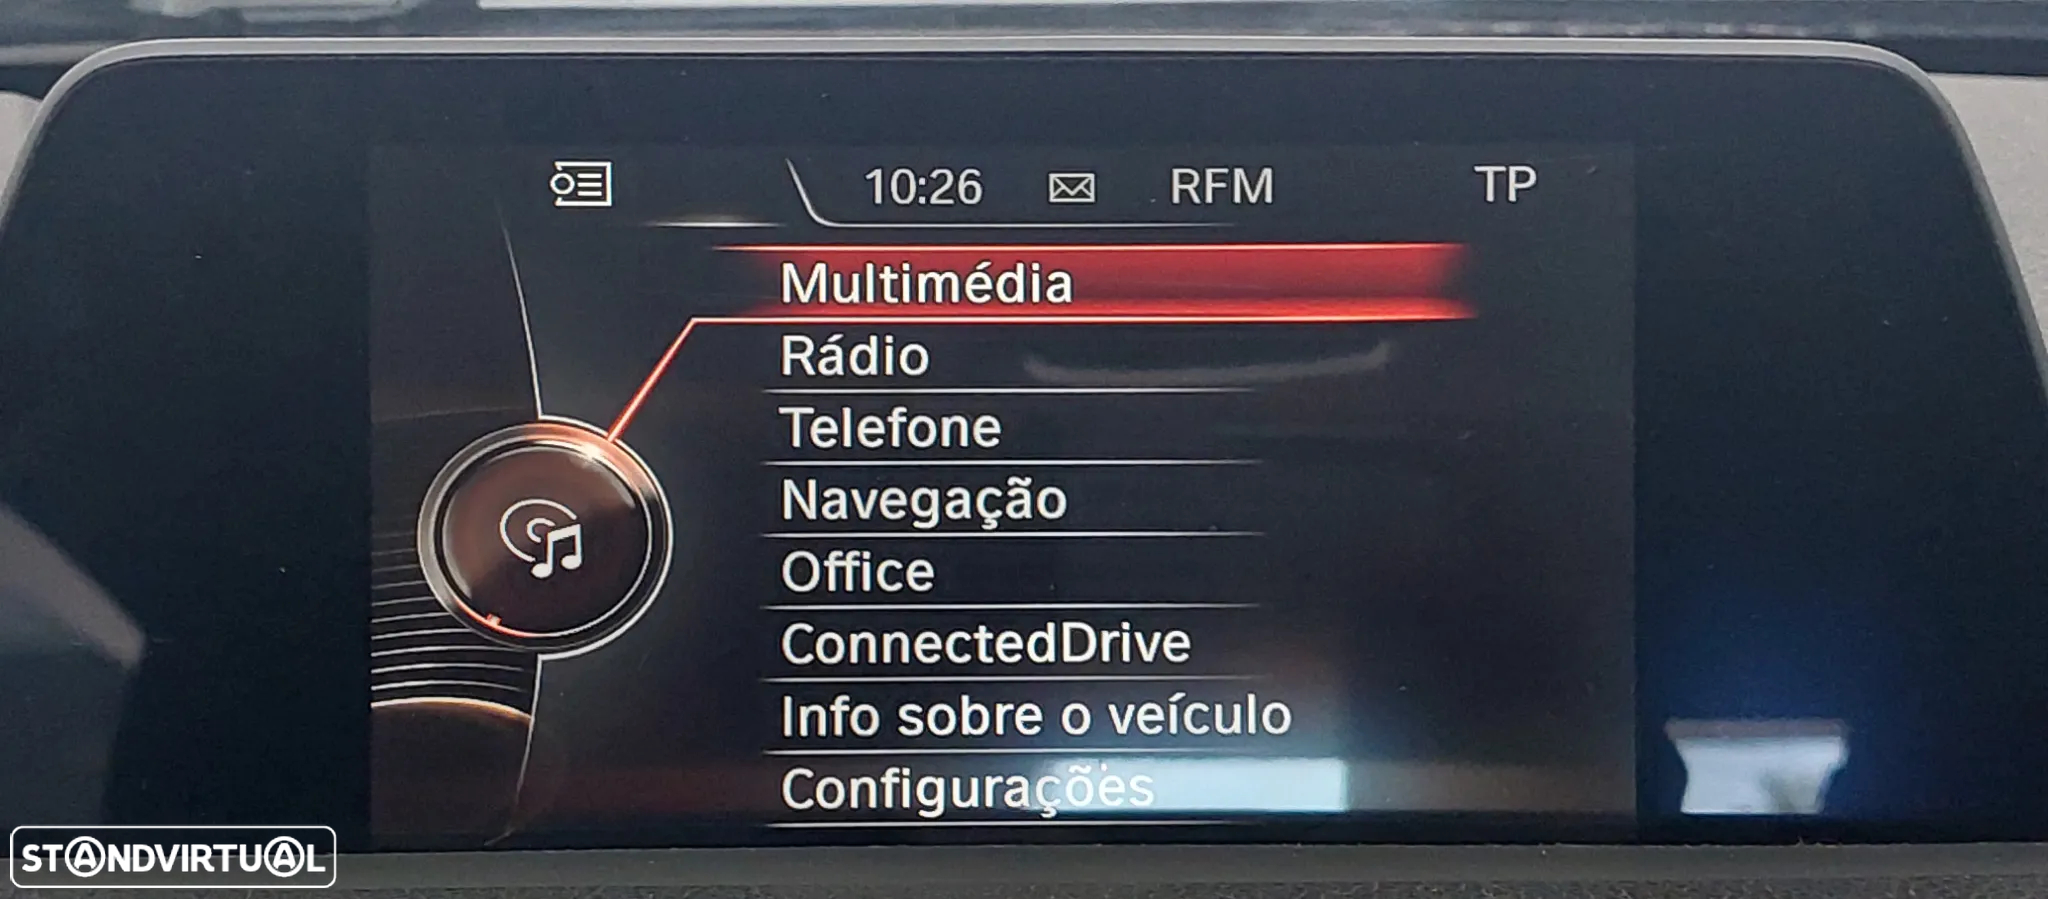 10:26 RFM TP
Multimédia
Rádio
Telefone
Navegação
Office
ConnectedDrive
Info sobre o veículo
Configurações
STANDVIRTUAL